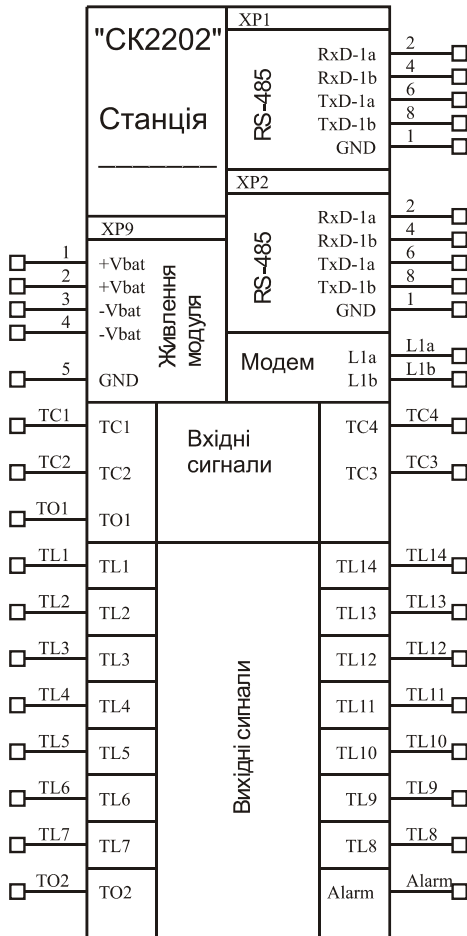 "СК2202"
Станція
XP1
RS-485
RxD-1a 2
RxD-1b 4
TxD-1a 6
TxD-1b 8
GND 1
XP2
RS-485
RxD-1a 2
RxD-1b 4
TxD-1a 6
TxD-1b 8
GND 1
XP9
1 +Vbat
2 +Vbat
3 -Vbat
4 -Vbat
5 GND
Живлення
модуля
Модем
L1a L1a
L1b L1b
Вхідні
сигнали
TC1 TC1
TC2 TC2
TO1 TO1
TC4 TC4
TC3 TC3
Вихідні сигнали
TL1 TL1
TL2 TL2
TL3 TL3
TL4 TL4
TL5 TL5
TL6 TL6
TL7 TL7
TO2 TO2
TL14 TL14
TL13 TL13
TL12 TL12
TL11 TL11
TL10 TL10
TL9 TL9
TL8 TL8
Alarm Alarm